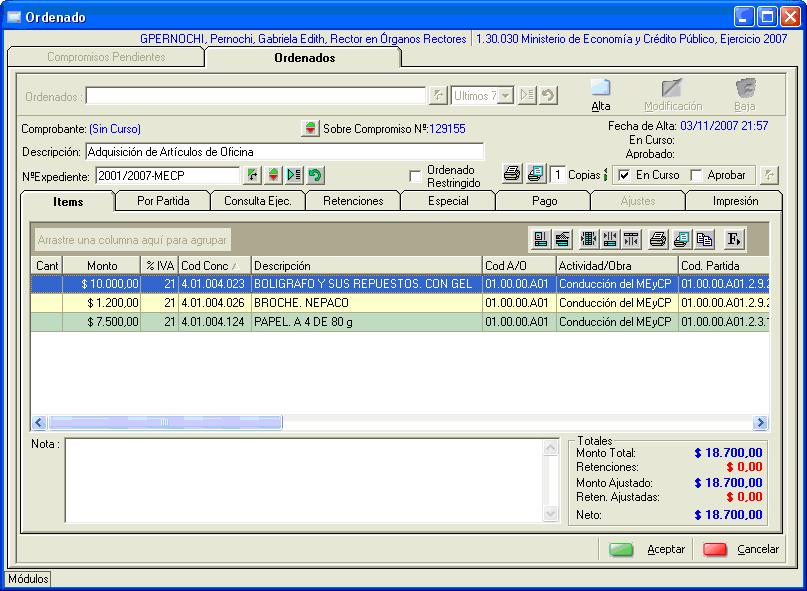 Ordenado
GPERNOCHI, Pernochi, Gabriela Edith, Rector en Órganos Rectores 1.30.030 Ministerio de Economía y Crédito Público, Ejercicio 2007
Compromisos Pendientes Ordenados
Ordenados : Ultimos 7 Alta Modificación Baja
Comprobante: (Sin Curso) Sobre Compromiso Nº:129155 Fecha de Alta: 03/11/2007 21:57
En Curso:
Descripción: Adquisición de Artículos de Oficina Aprobado:
NºExpediente: 2001/2007-MECP Ordenado Restringido 1 Copias En Curso Aprobar
Items Por Partida Consulta Ejec. Retenciones Especial Pago Ajustes Impresión
Arrastre una columna aquí para agrupar
Cant Monto % IVA Cod Conc Descripción Cod A/O Actividad/Obra Cod. Partida
$ 10.000,00 21 4.01.004.023 BOLIGRAFO Y SUS REPUESTOS. CON GEL 01.00.00.A01 Conducción del MEyCP 01.00.00.A01.2.9.2
$ 1.200,00 21 4.01.004.026 BROCHE. NEPACO 01.00.00.A01 Conducción del MEyCP 01.00.00.A01.2.9.2
$ 7.500,00 21 4.01.004.124 PAPEL. A 4 DE 80 g 01.00.00.A01 Conducción del MEyCP 01.00.00.A01.2.3.1
Nota :
Totales
Monto Total: $ 18.700,00
Retenciones: $ 0,00
Monto Ajustado: $ 18.700,00
Reten. Ajustadas: $ 0,00
Neto: $ 18.700,00
Aceptar Cancelar
Módulos